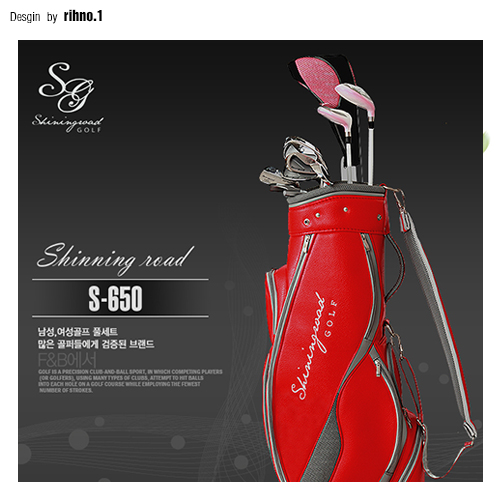 Desgin by rihno.1
SG
Shiningroad
GOLF
Shinning road
S-650
남성,여성골프 풀세트
많은 골퍼들에게 검증된 브랜드
F&B에서
GOLF IS A PRECISION CLUB-AND-BALL SPORT, IN WHICH COMPETING PLAYERS
(OR GOLFERS), USING MANY TYPES OF CLUBS, ATTEMPT TO HIT BALLS
INTO EACH HOLE ON A GOLF COURSE WHILE EMPLOYING THE FEWEST
NUMBER OF STROKES.
Shiningroad
GOLF